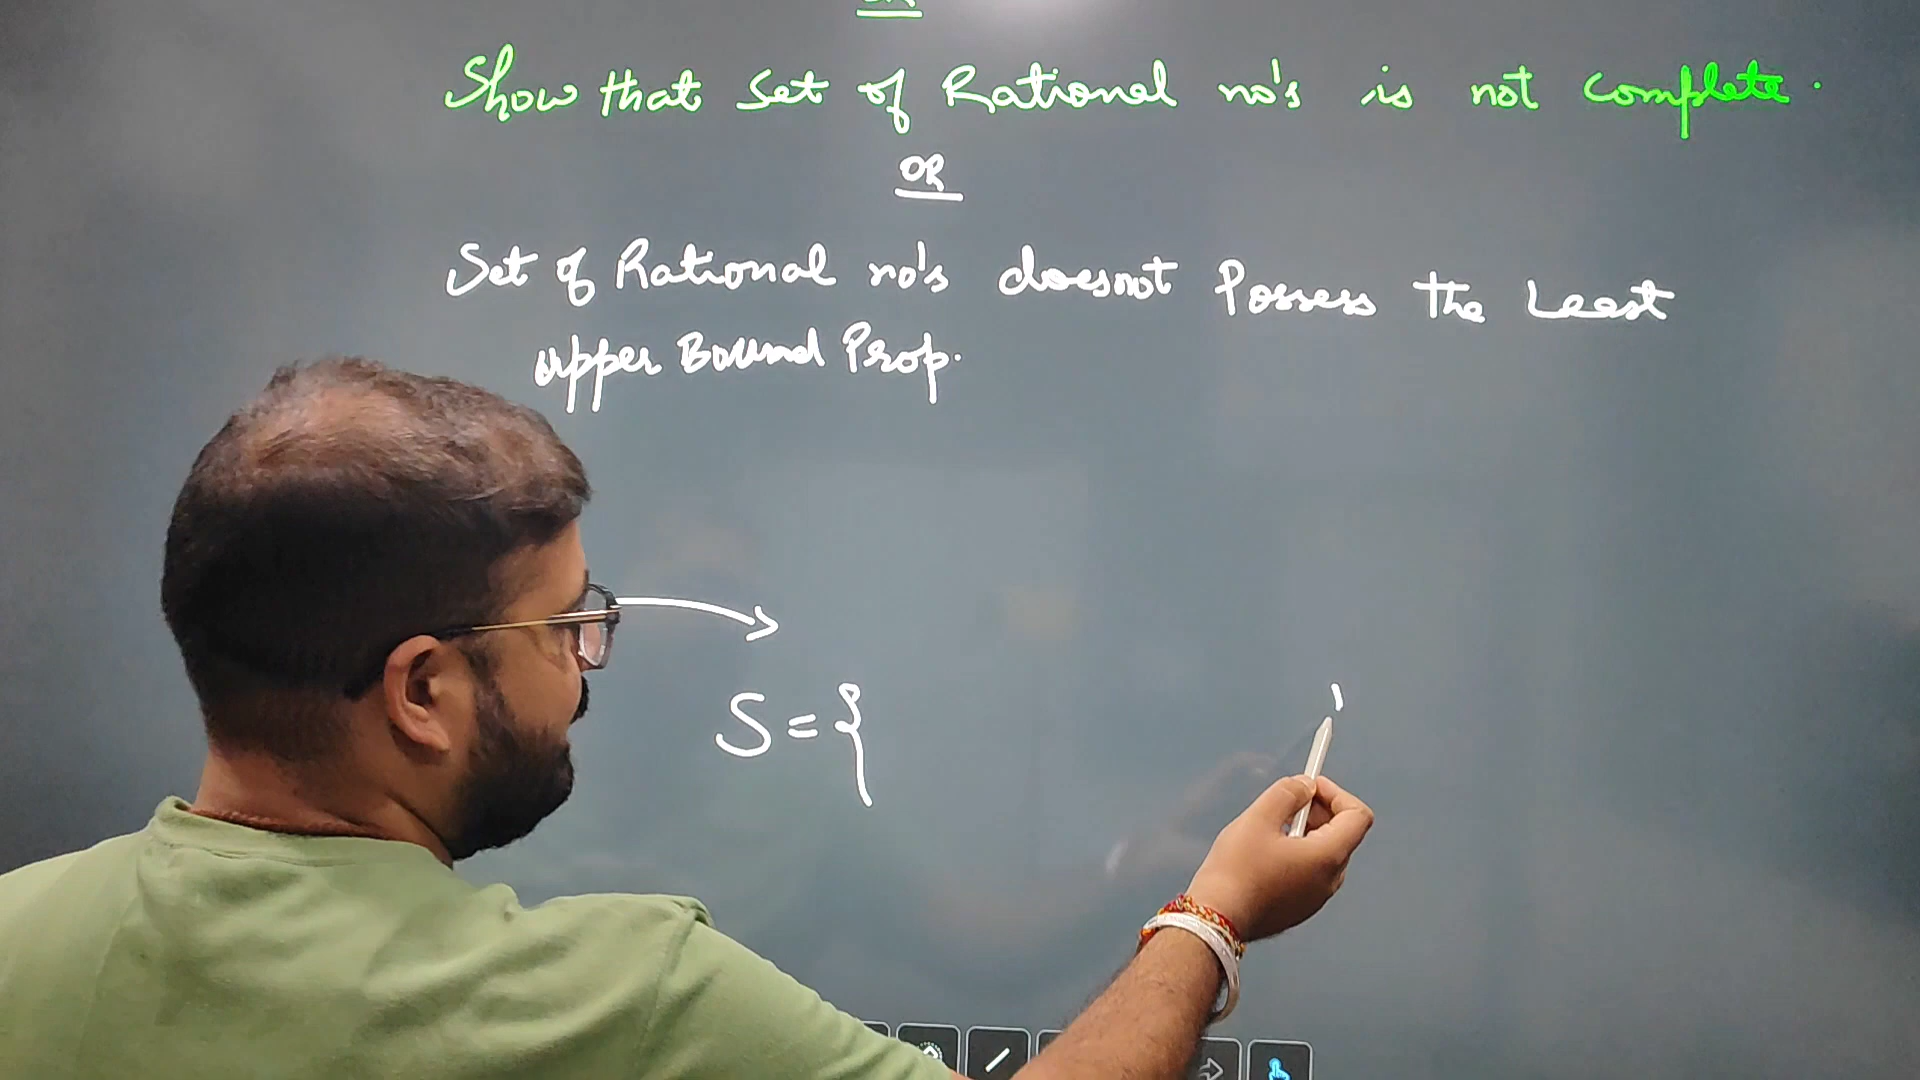 Show that Set of Rational no's is not complete.
OR
Set of Rational no's doesnot Possess the Least
upper Bound Prop.
S = {